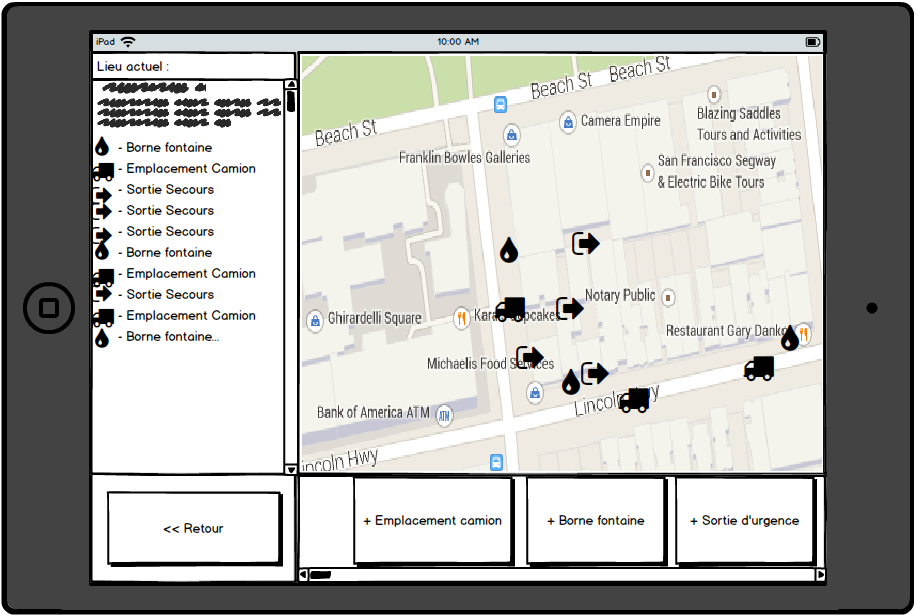 iPad
10:00 AM
Lieu actuel :
- Borne fontaine
- Emplacement Camion
- Sortie Secours
- Sortie Secours
- Sortie Secours
- Borne fontaine
- Emplacement Camion
- Sortie Secours
- Emplacement Camion
- Borne fontaine...
Beach St
Beach St
Beach St
Camera Empire
Blazing Saddles
Tours and Activities
Franklin Bowles Galleries
San Francisco Segway
& Electric Bike Tours
Notary Public
Ghirardelli Square
Kara's Cupcakes
Restaurant Gary Danko
Michaelis Food Services
Bank of America ATM
ATM
Lincoln Hwy
incoln Hwy
<< Retour
+ Emplacement camion
+ Borne fontaine
+ Sortie d'urgence